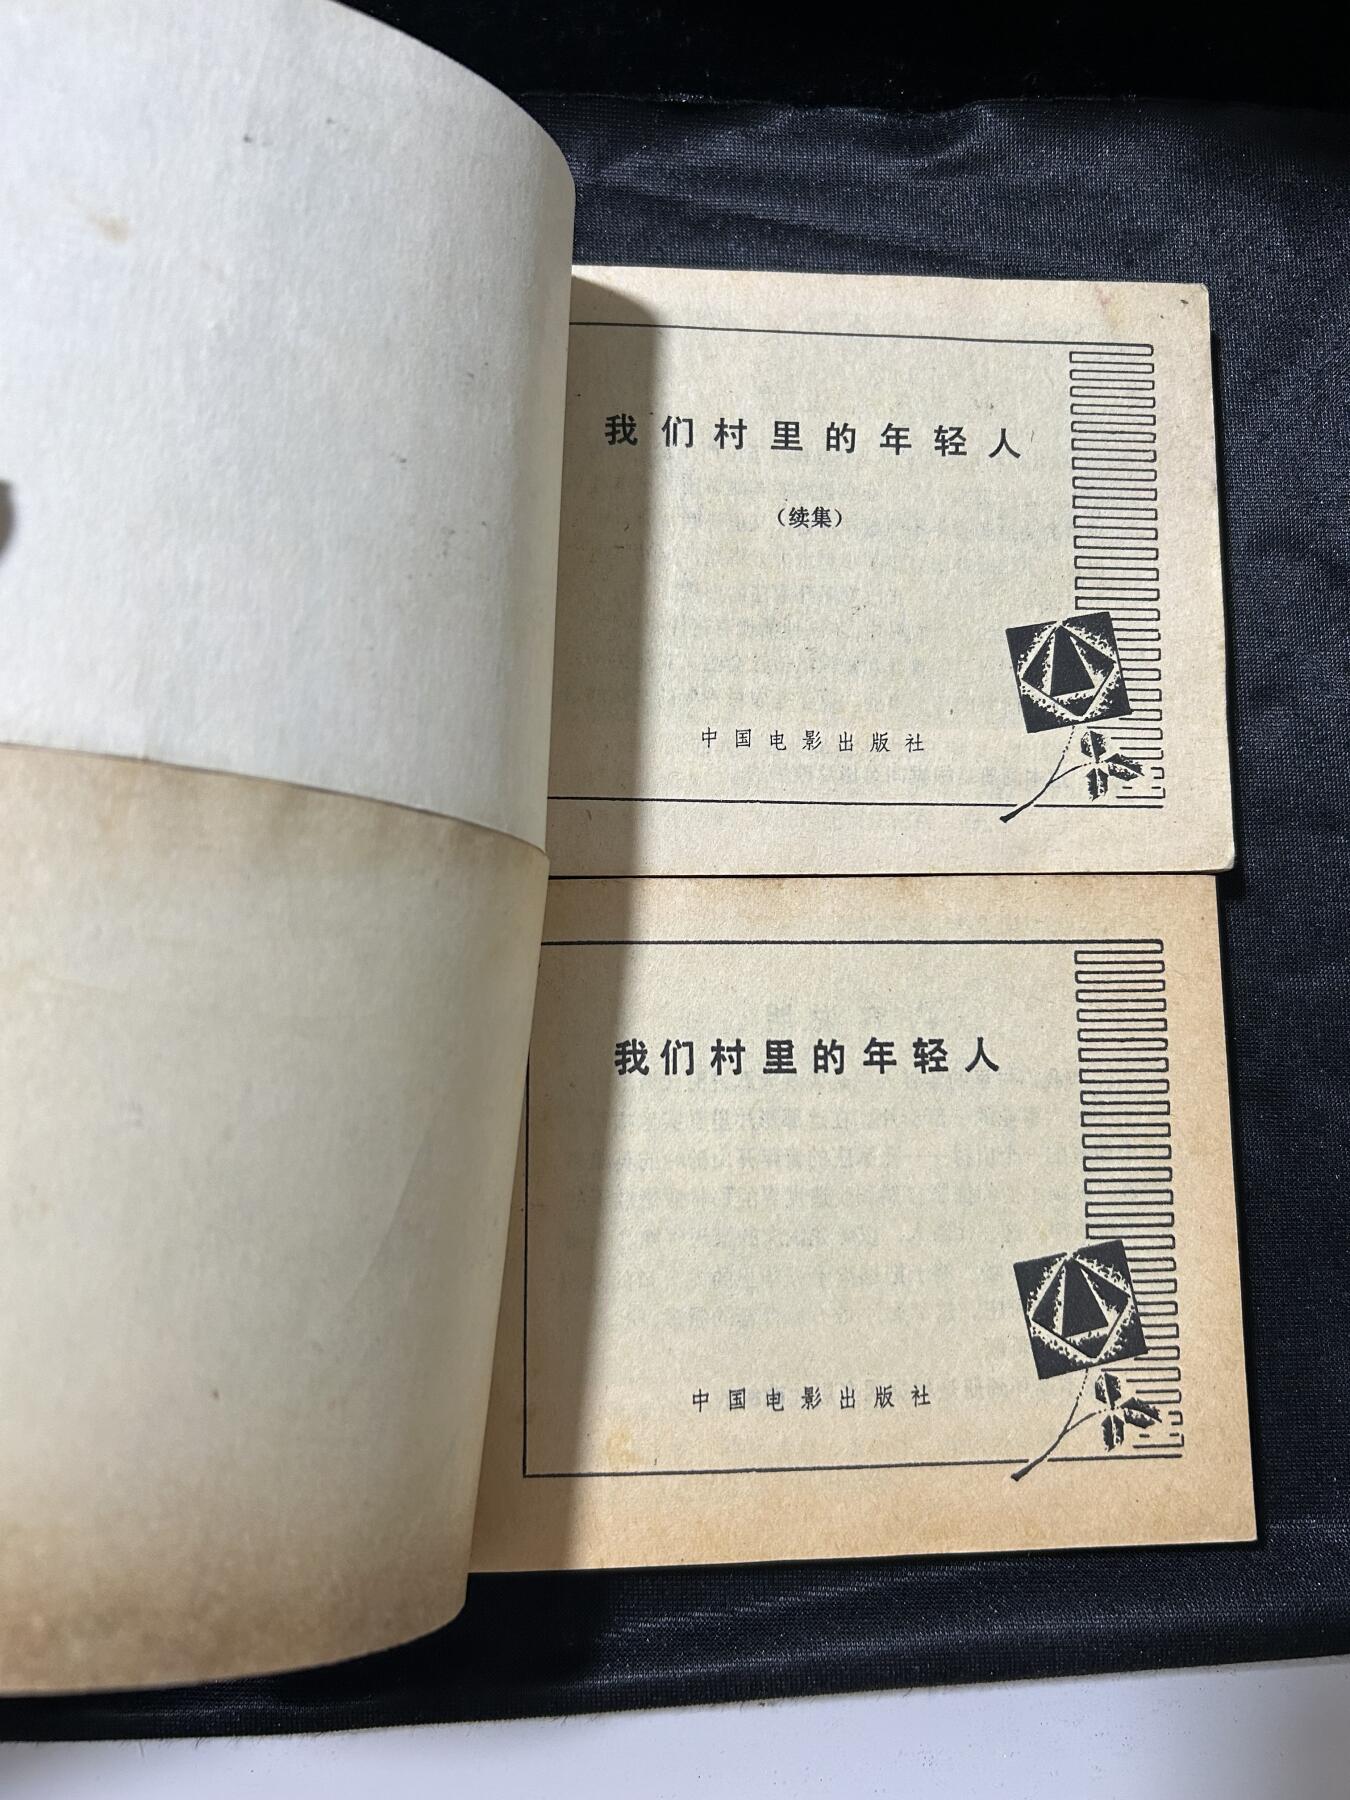 我们村里的年轻人
（续集）
中国电影出版社
我们村里的年轻人
中国电影出版社